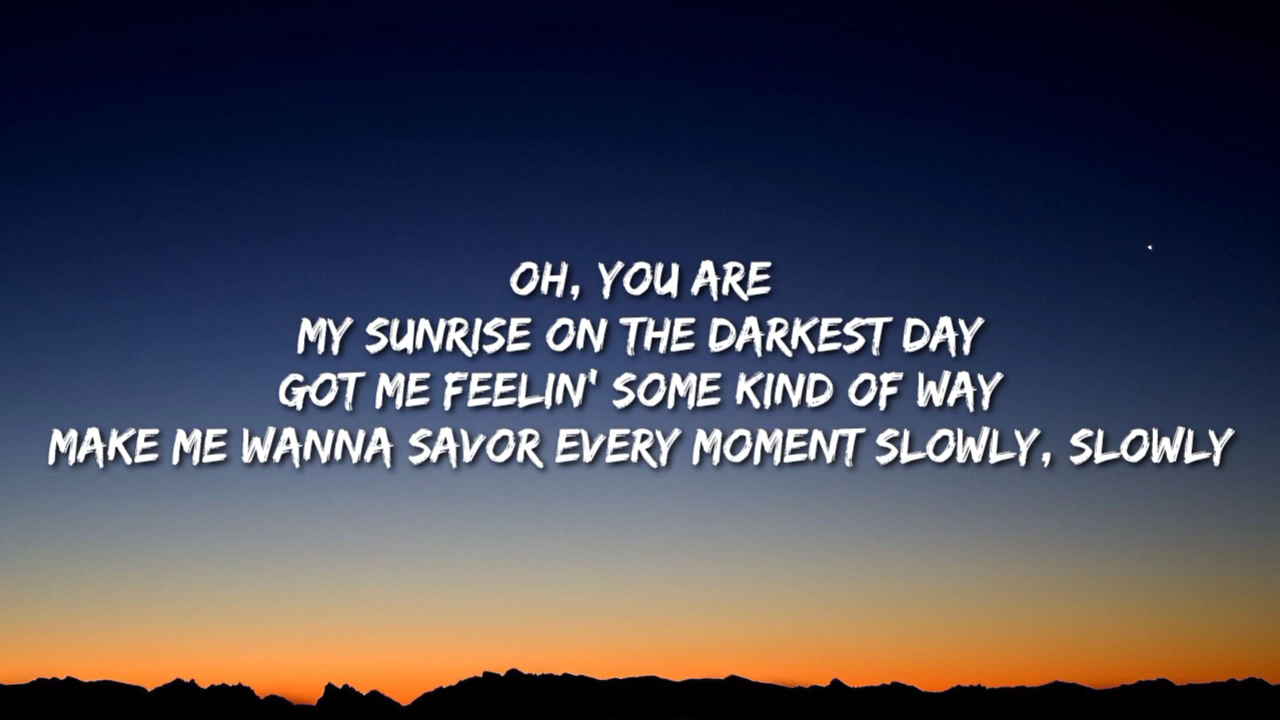 OH, YOU ARE
MY SUNRISE ON THE DARKEST DAY
GOT ME FEELIN' SOME KIND OF WAY
MAKE ME WANNA SAVOR EVERY MOMENT SLOWLY, SLOWLY